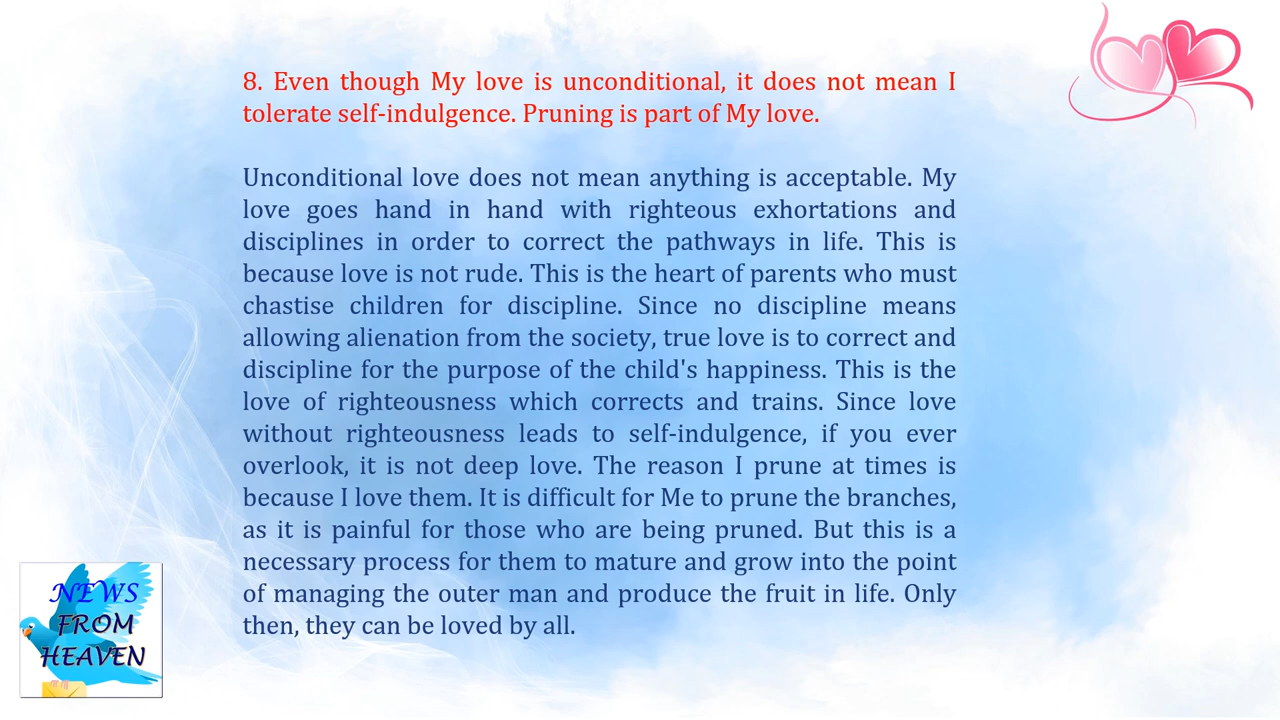 8. Even though My love is unconditional, it does not mean I
tolerate self-indulgence. Pruning is part of My love.
Unconditional love does not mean anything is acceptable. My
love goes hand in hand with righteous exhortations and
disciplines in order to correct the pathways in life. This is
because love is not rude. This is the heart of parents who must
chastise children for discipline. Since no discipline means
allowing alienation from the society, true love is to correct and
discipline for the purpose of the child's happiness. This is the
love of righteousness which corrects and trains. Since love
without righteousness leads to self-indulgence, if you ever
overlook, it is not deep love. The reason I prune at times is
because I love them. It is difficult for Me to prune the branches,
as it is painful for those who are being pruned. But this is a
necessary process for them to mature and grow into the point
of managing the outer man and produce the fruit in life. Only
then, they can be loved by all.
NEWS
FROM
HEAVEN